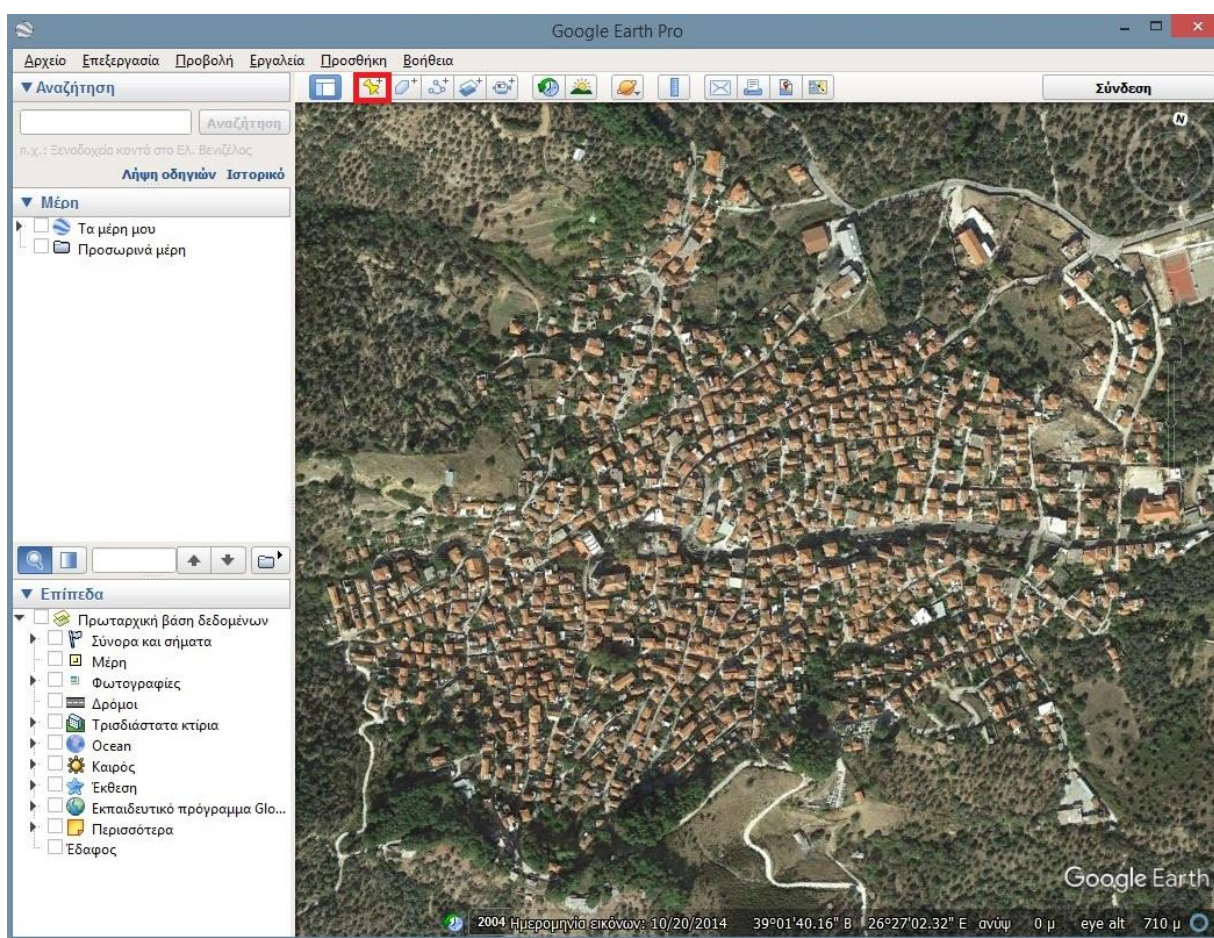 Google Earth Pro
Αρχείο Επεξεργασία Προβολή Εργαλεία Προσθήκη Βοήθεια
Αναζήτηση
Σύνδεση
Αναζήτηση
π.χ.: Ξενοδοχείο κοντά στο Ελ. Βενιζέλος
Λήψη οδηγιών Ιστορικό
Μέρη
Τα μέρη μου
Προσωρινά μέρη
Επίπεδα
Πρωταρχική βάση δεδομένων
Σύνορα και σήματα
Μέρη
Φωτογραφίες
Δρόμοι
Τρισδιάστατα κτίρια
Ocean
Καιρός
Έκθεση
Εκπαιδευτικό πρόγραμμα Glo...
Περισσότερα
Έδαφος
N
Google Earth
2004 Ημερομηνία εικόνων: 10/20/2014 39°01'40.16" Β 26°27'02.32" Ε ανύψ 0 μ eye alt 710 μ